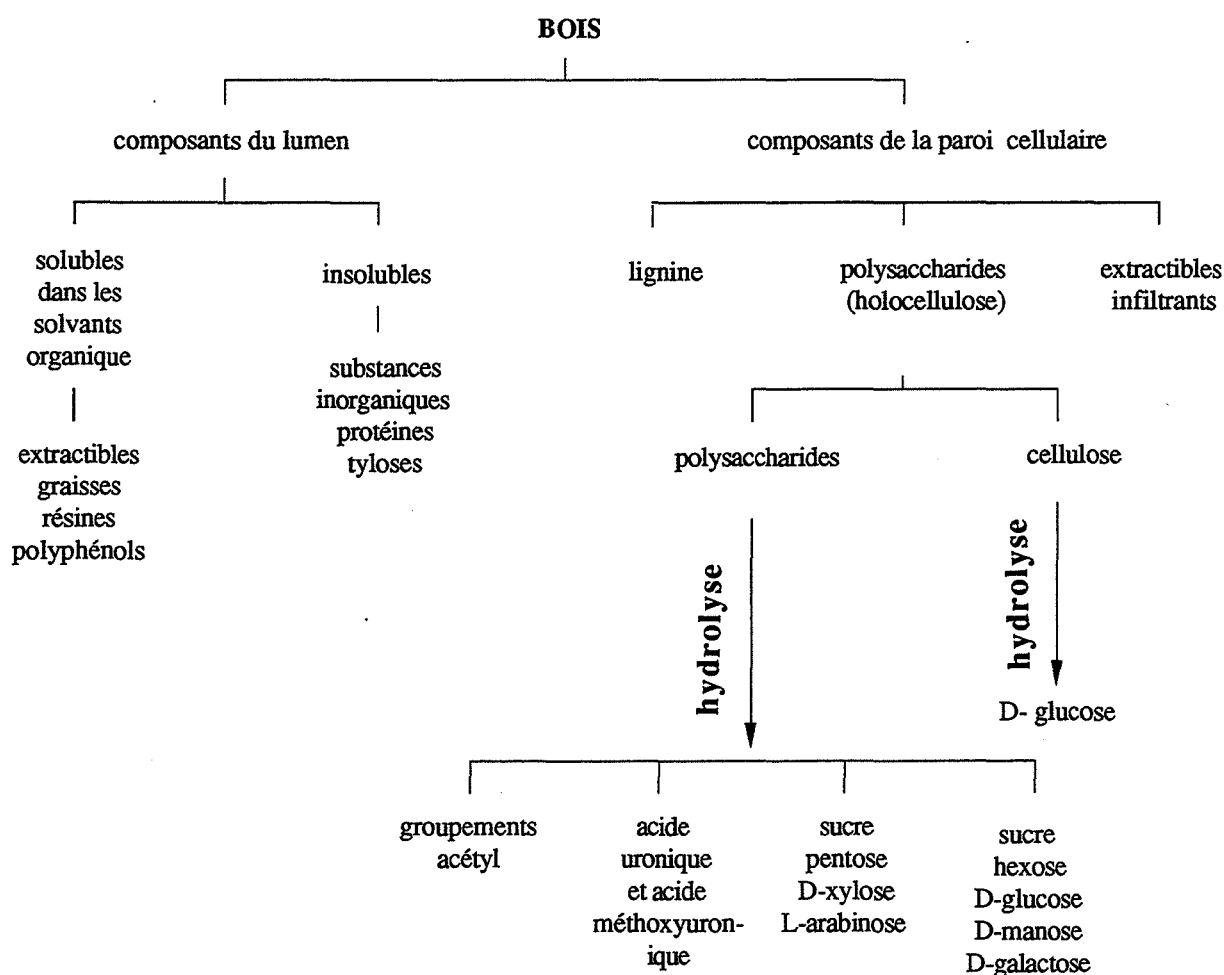 BOIS
composants du lumen
composants de la paroi cellulaire
solubles
dans les
solvants
organique
insolubles
lignine
polysaccharides
(holocellulose)
extractibles
infiltrants
extractibles
graisses
résines
polyphénols
substances
inorganiques
protéines
tyloses
polysaccharides
cellulose
hydrolyse
hydrolyse
D- glucose
groupements
acétyl
acide
uronique
et acide
méthoxyuron-
ique
sucre
pentose
D-xylose
L-arabinose
sucre
hexose
D-glucose
D-manose
D-galactose